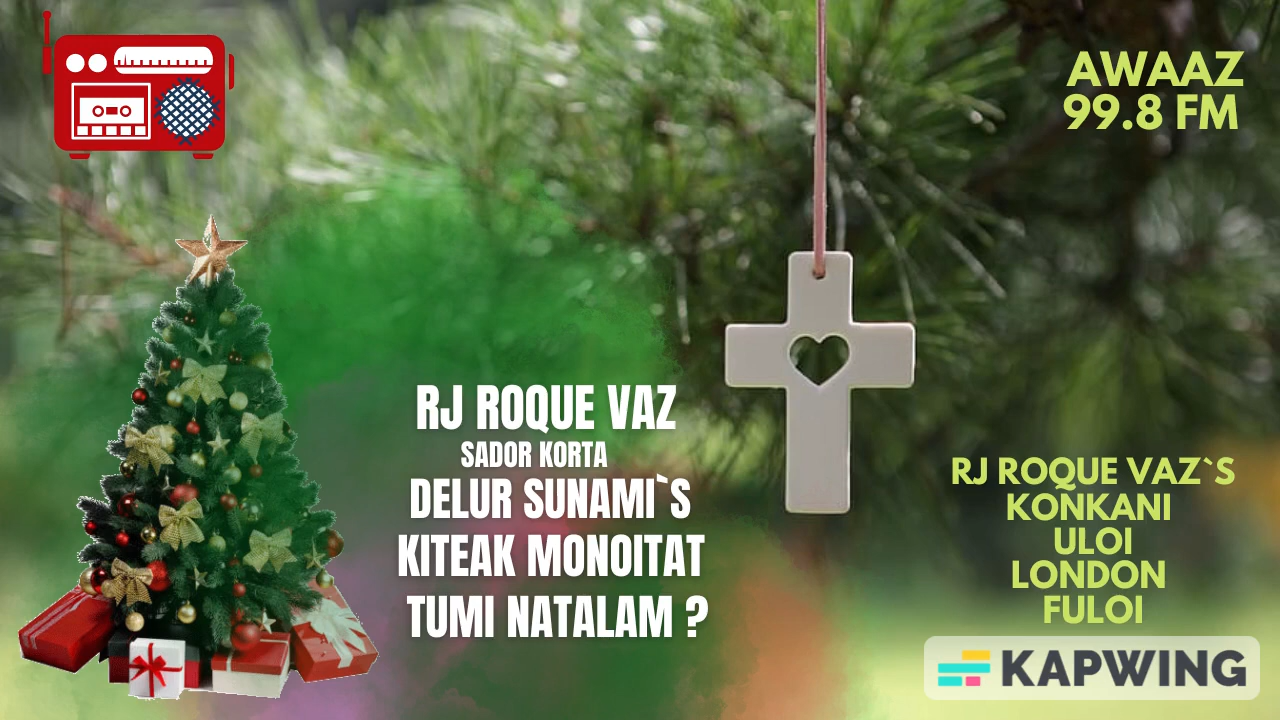 AWAAZ
99.8 FM
RJ ROQUE VAZ
SADOR KORTA
DELUR SUNAMI`S
KITEAK MONOITAT
TUMI NATALAM ?
RJ ROQUE VAZ`S
KONKANI
ULOI
LONDON
FULOI
KAPWING